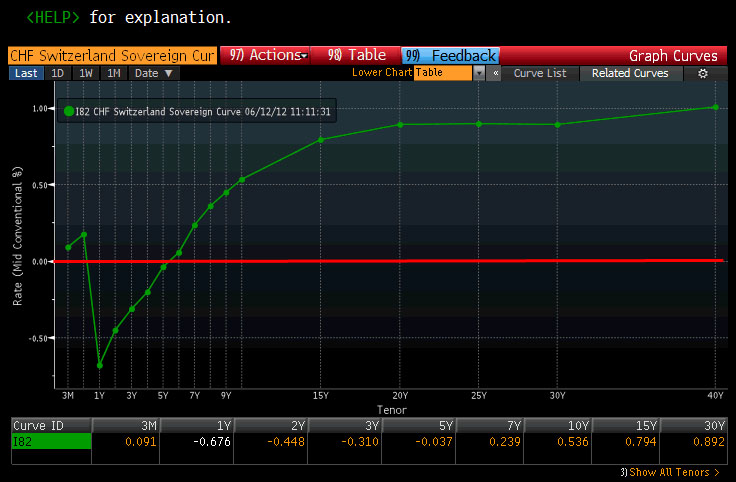 <HELP> for explanation.
CHF Switzerland Sovereign Cur 97) Actions 98) Table 99) Feedback Graph Curves
Last 1D 1W 1M Date ▼ Lower Chart Table « Curve List Related Curves
I82 CHF Switzerland Sovereign Curve 06/12/12 11:11:31
Rate (Mid Conventional %)
1.00
0.50
0.00
-0.50
3M 1Y 3Y 5Y 7Y 9Y 15Y 20Y 25Y 30Y 40Y
Tenor
Curve ID 3M 1Y 2Y 3Y 5Y 7Y 10Y 15Y 30Y
I82 0.091 -0.676 -0.448 -0.310 -0.037 0.239 0.536 0.794 0.892
3) Show All Tenors >